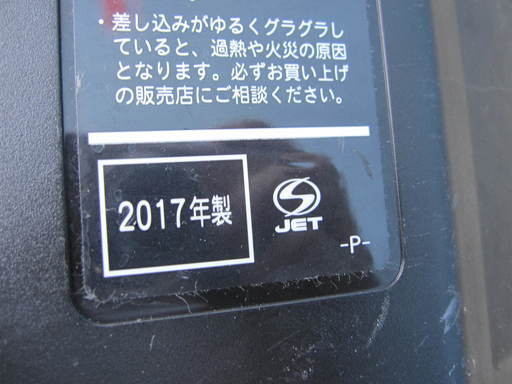 ・差し込みがゆるくグラグラし
ていると、過熱や火災の原因
となります。必ずお買い上げ
の販売店にご相談ください。
2017年製
JET
-P-